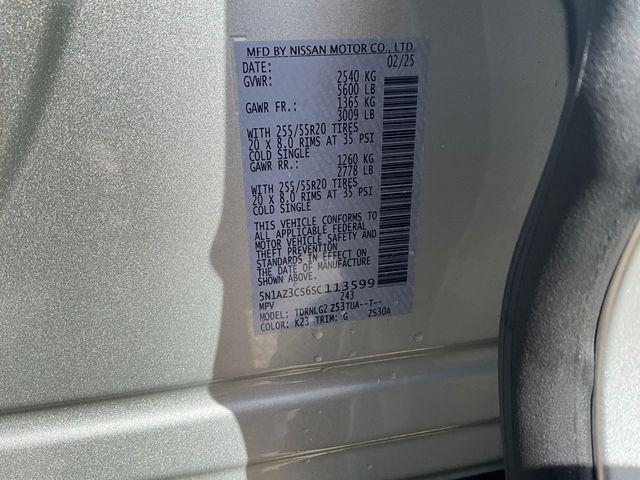 MFD BY NISSAN MOTOR CO., LTD.
DATE: 02/25
GVWR: 2540 KG
5600 LB
GAWR FR.: 1365 KG
3009 LB
WITH 255/55R20 TIRES
20 X 8.0 RIMS AT 35 PSI
COLD SINGLE
GAWR RR.: 1260 KG
2778 LB
WITH 255/55R20 TIRES
20 X 8.0 RIMS AT 35 PSI
COLD SINGLE
THIS VEHICLE CONFORMS TO
ALL APPLICABLE FEDERAL
MOTOR VEHICLE SAFETY AND
THEFT PREVENTION
STANDARDS IN EFFECT ON
THE DATE OF MANUFACTURE
SHOWN ABOVE.
5N1AZ3CS6SC113599
MPV 243
MODEL: TDRNLG2 Z53TUA--T--
COLOR: K23 TRIM: G ZS30A